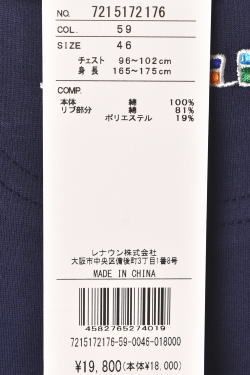 NO. 7215172176
COL. 59
SIZE 46
チェスト 96～102cm
身 長 165～175cm
COMP.
本体 綿 100%
リブ部分 綿 81%
ポリエステル 19%
レナウン株式会社
大阪市中央区備後町3丁目1番8号
MADE IN CHINA
4582765274019
7215172176-59-0046-018000
¥19,800(本体¥18,000)